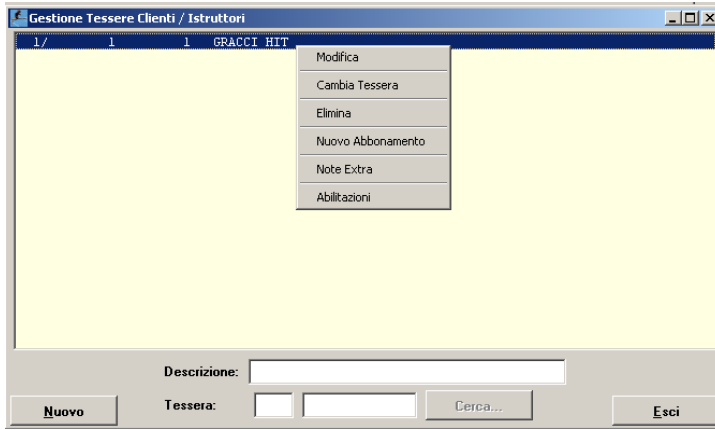 Gestione Tessere Clienti / Istruttori
1/ 1 1 GRACCI HIT
Modifica
Cambia Tessera
Elimina
Nuovo Abbonamento
Note Extra
Abilitazioni
Descrizione:
Nuovo Tessera: Cerca... Esci